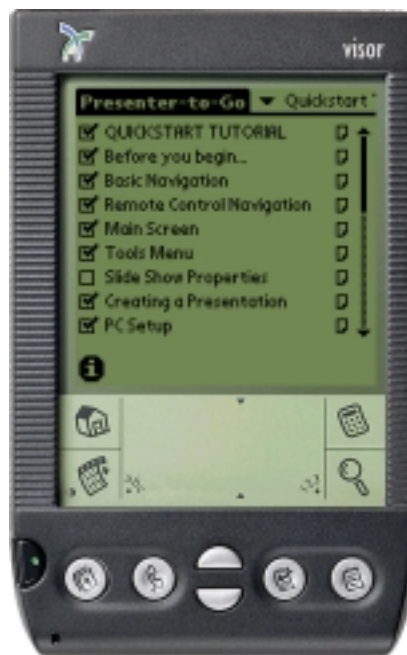 visor
Presenter-to-Go Quickstart
QUICKSTART TUTORIAL
Before you begin...
Basic Navigation
Remote Control Navigation
Main Screen
Tools Menu
Slide Show Properties
Creating a Presentation
PC Setup